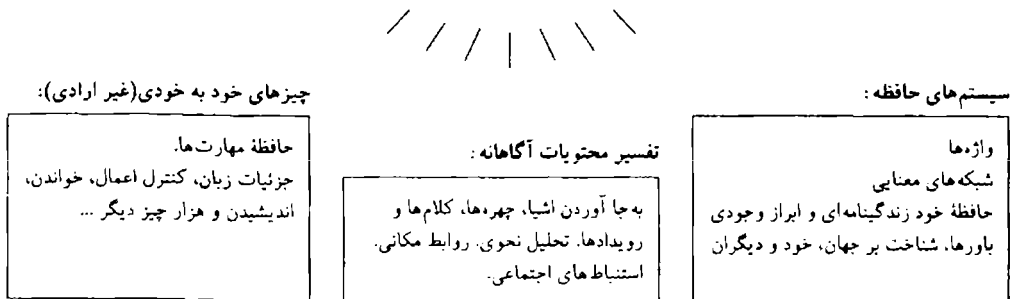 سیستم‌های حافظه:
واژه‌ها
شبکه‌های معنایی
حافظهٔ خود زندگینامه‌ای و ابراز وجودی
باورها. شناخت بر جهان، خود و دیگران
تفسیر محتویات آگاهانه:
به‌جا آوردن اشیا، چهره‌ها، کلام‌ها و
رویدادها. تحلیل نحوی. روابط مکانی.
استنباط‌های اجتماعی.
چیزهای خود به خودی(غیر ارادی):
حافظهٔ مهارت‌ها.
جزئیات زبان، کنترل اعمال، خواندن،
اندیشیدن و هزار چیز دیگر ...